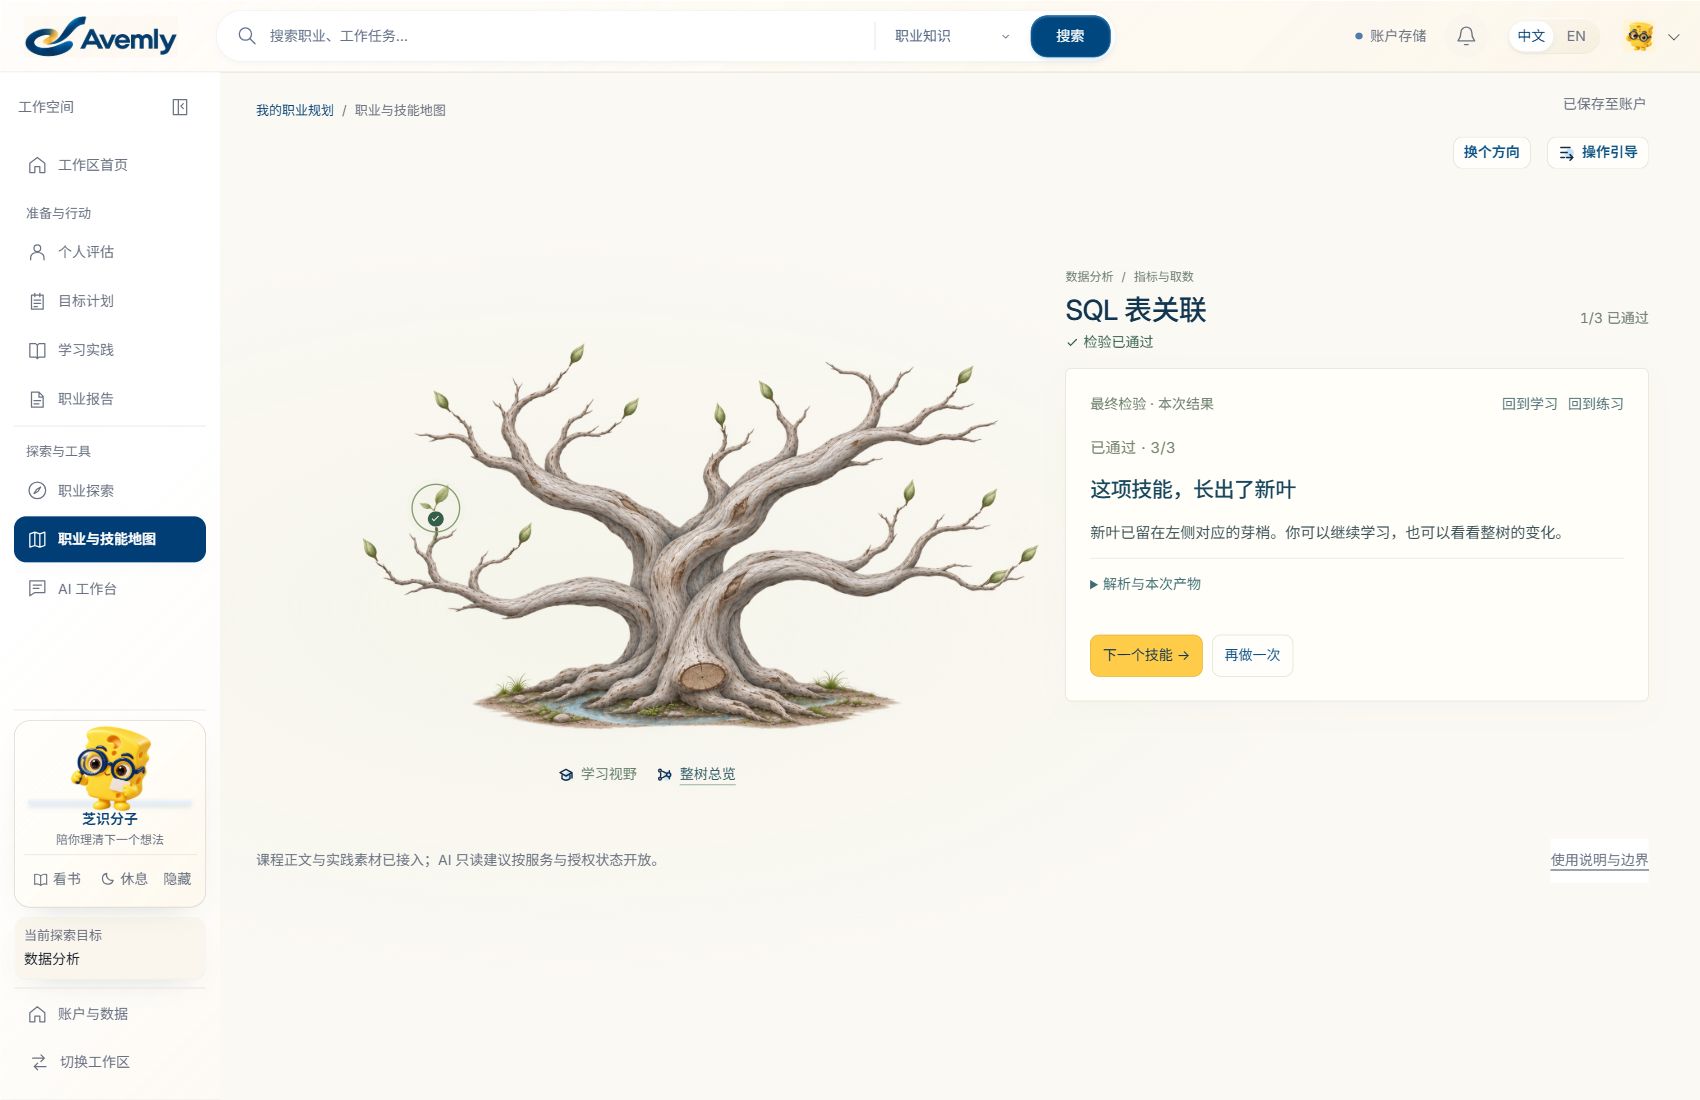 Avemly
搜索职业、工作任务...
职业知识
搜索
账户存储
中文
EN
工作空间
工作区首页
准备与行动
个人评估
目标计划
学习实践
职业报告
探索与工具
职业探索
职业与技能地图
AI 工作台
芝识分子
陪你理清下一个想法
看书
休息
隐藏
当前探索目标
数据分析
账户与数据
切换工作区
我的职业规划 / 职业与技能地图
已保存至账户
换个方向
操作引导
数据分析 / 指标与取数
SQL 表关联
1/3 已通过
✓ 检验已通过
最终检验 · 本次结果
回到学习
回到练习
已通过 · 3/3
这项技能，长出了新叶
新叶已留在左侧对应的芽梢。你可以继续学习，也可以看看整树的变化。
▶ 解析与本次产物
下一个技能 →
再做一次
学习视野
整树总览
课程正文与实践素材已接入；AI 只读建议按服务与授权状态开放。
使用说明与边界